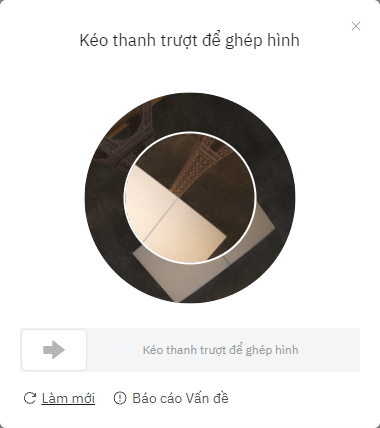 Kéo thanh trượt để ghép hình
Kéo thanh trượt để ghép hình
Làm mới
Báo cáo Vấn đề